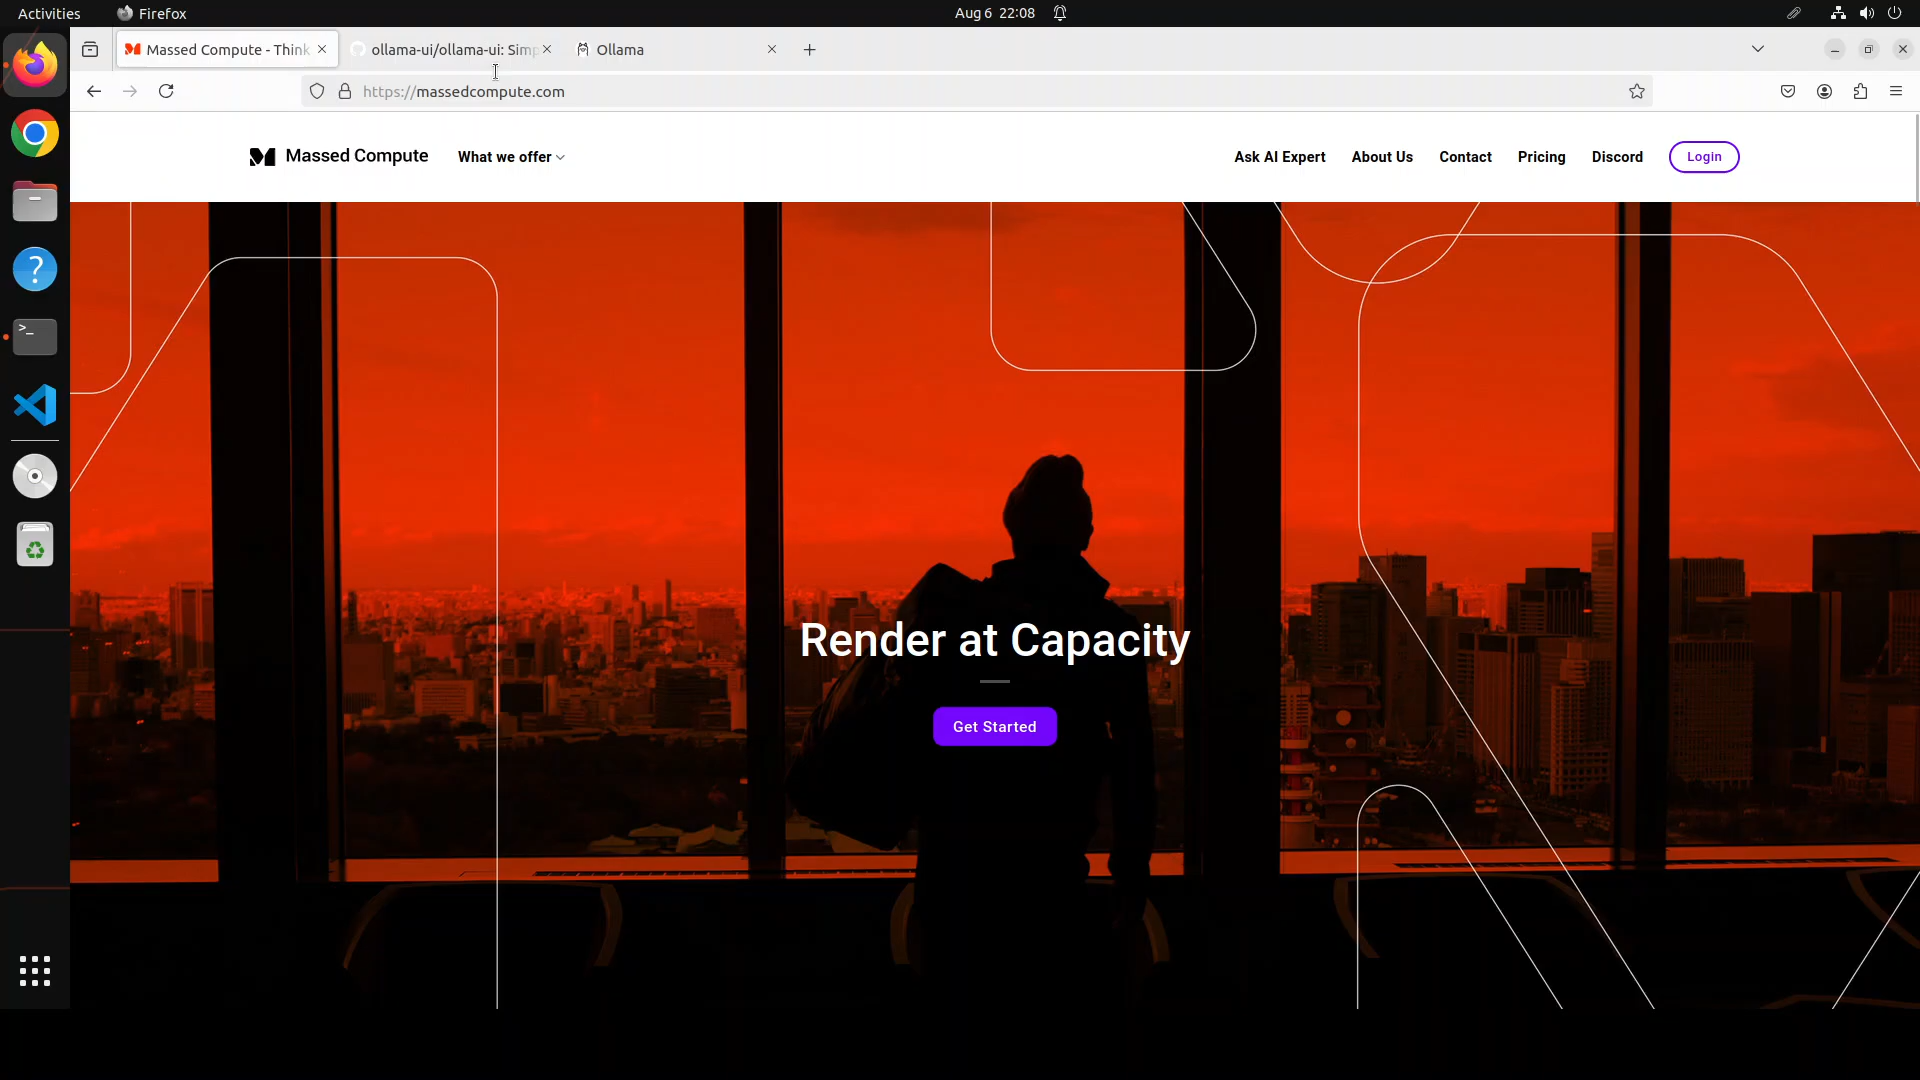 Activities
Firefox
Aug 6 22:08
Massed Compute - Think
ollama-ui/ollama-ui: Simp
Ollama
https://massedcompute.com
Massed Compute
What we offer
Ask AI Expert
About Us
Contact
Pricing
Discord
Login
Render at Capacity
Get Started